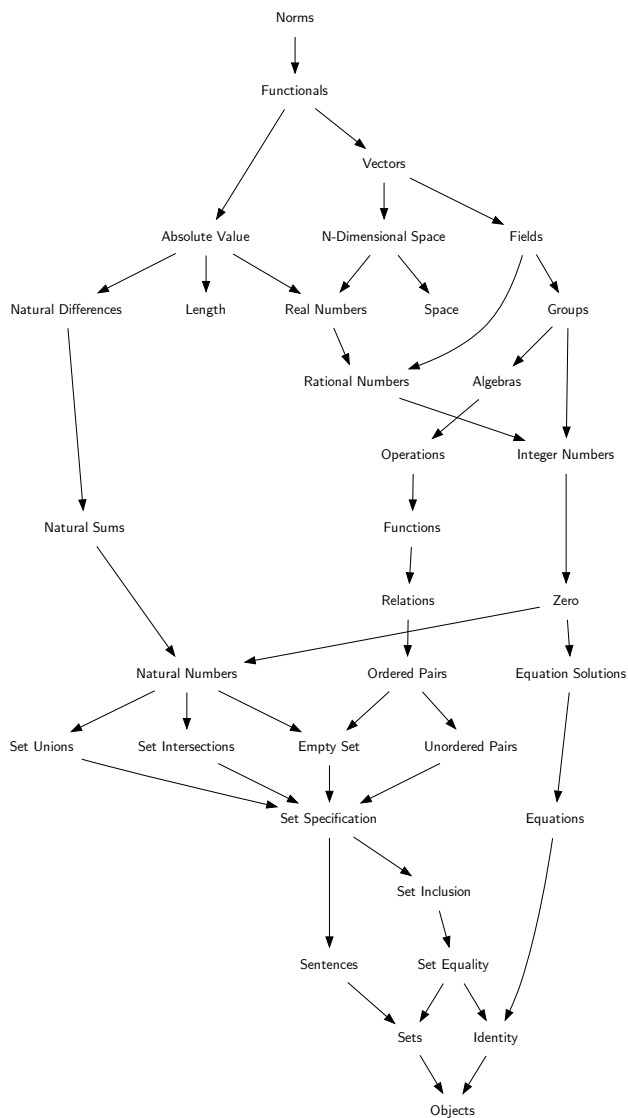 Norms
Functionals
Vectors
Absolute Value
N-Dimensional Space
Fields
Natural Differences
Length
Real Numbers
Space
Groups
Rational Numbers
Algebras
Operations
Integer Numbers
Natural Sums
Functions
Relations
Zero
Natural Numbers
Ordered Pairs
Equation Solutions
Set Unions
Set Intersections
Empty Set
Unordered Pairs
Set Specification
Equations
Set Inclusion
Sentences
Set Equality
Sets
Identity
Objects